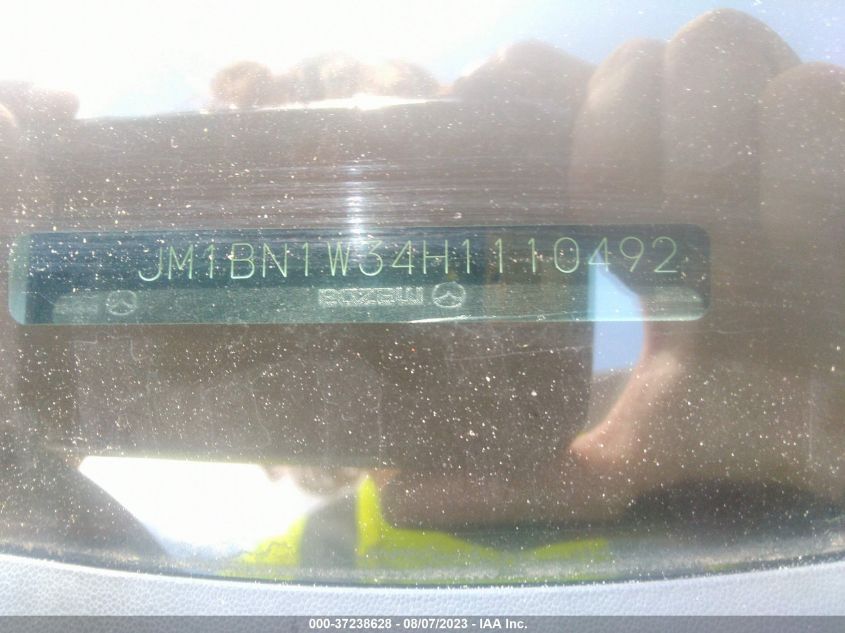 JM1BN1W34H1110492
mazda
000-37238628 - 08/07/2023 - IAA Inc.